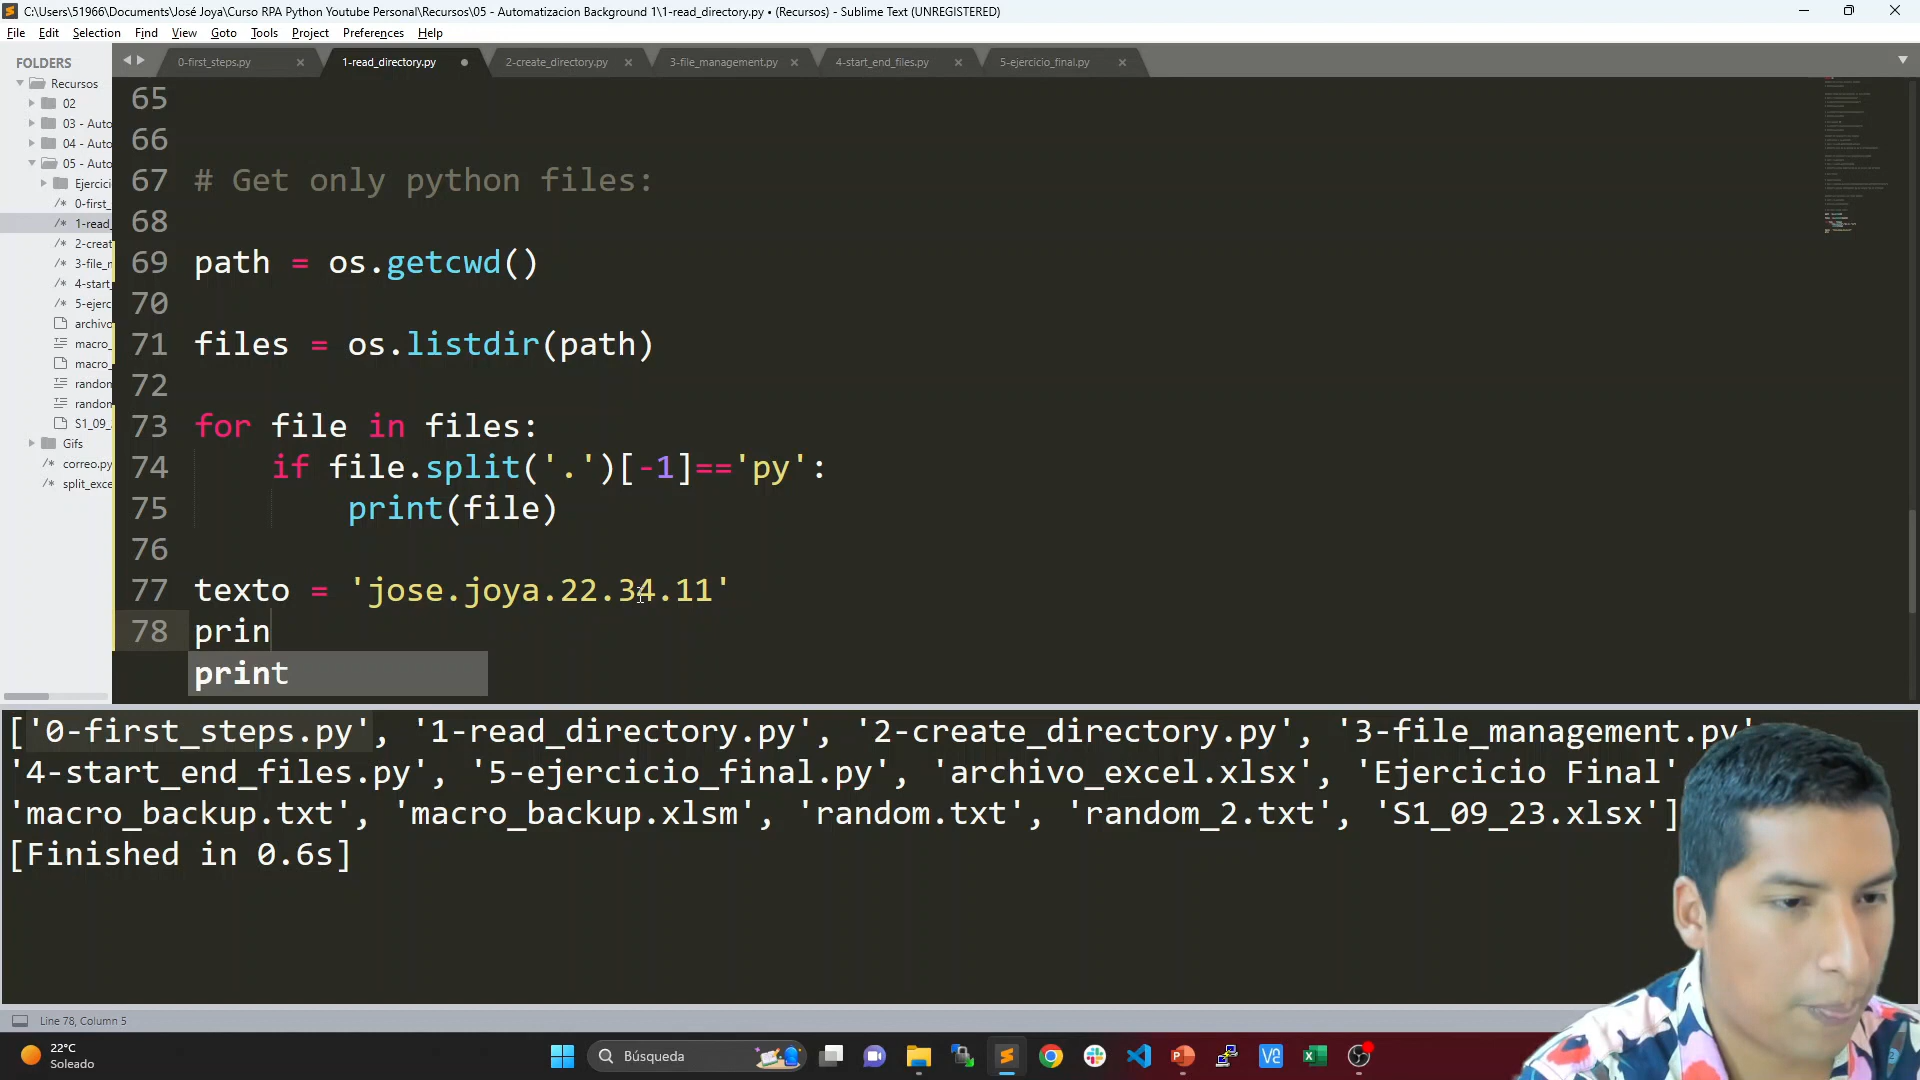 C:\Users\51966\Documents\José Joya\Curso RPA Python Youtube Personal\Recursos\05 - Automatizacion Background 1\1-read_directory.py • (Recursos) - Sublime Text (UNREGISTERED)
File Edit Selection Find View Goto Tools Project Preferences Help
FOLDERS
Recursos
02
03 - Auto
04 - Auto
05 - Auto
Ejerci
0-first_
1-read_
2-creat
3-file_
4-start_
5-ejerc
archivo
macro_
macro_
random
random
S1_09_
Gifs
correo.py
split_exce
0-first_steps.py 1-read_directory.py 2-create_directory.py 3-file_management.py 4-start_end_files.py 5-ejercicio_final.py
65
66
67 # Get only python files:
68
69 path = os.getcwd()
70
71 files = os.listdir(path)
72
73 for file in files:
74 if file.split('.')[-1]=='py':
75 print(file)
76
77 texto = 'jose.joya.22.34.11'
78 prin
print
['0-first_steps.py', '1-read_directory.py', '2-create_directory.py', '3-file_management.py'
'4-start_end_files.py', '5-ejercicio_final.py', 'archivo_excel.xlsx', 'Ejercicio Final'
'macro_backup.txt', 'macro_backup.xlsm', 'random.txt', 'random_2.txt', 'S1_09_23.xlsx']
[Finished in 0.6s]
Line 78, Column 5
22°C
Soleado
Búsqueda